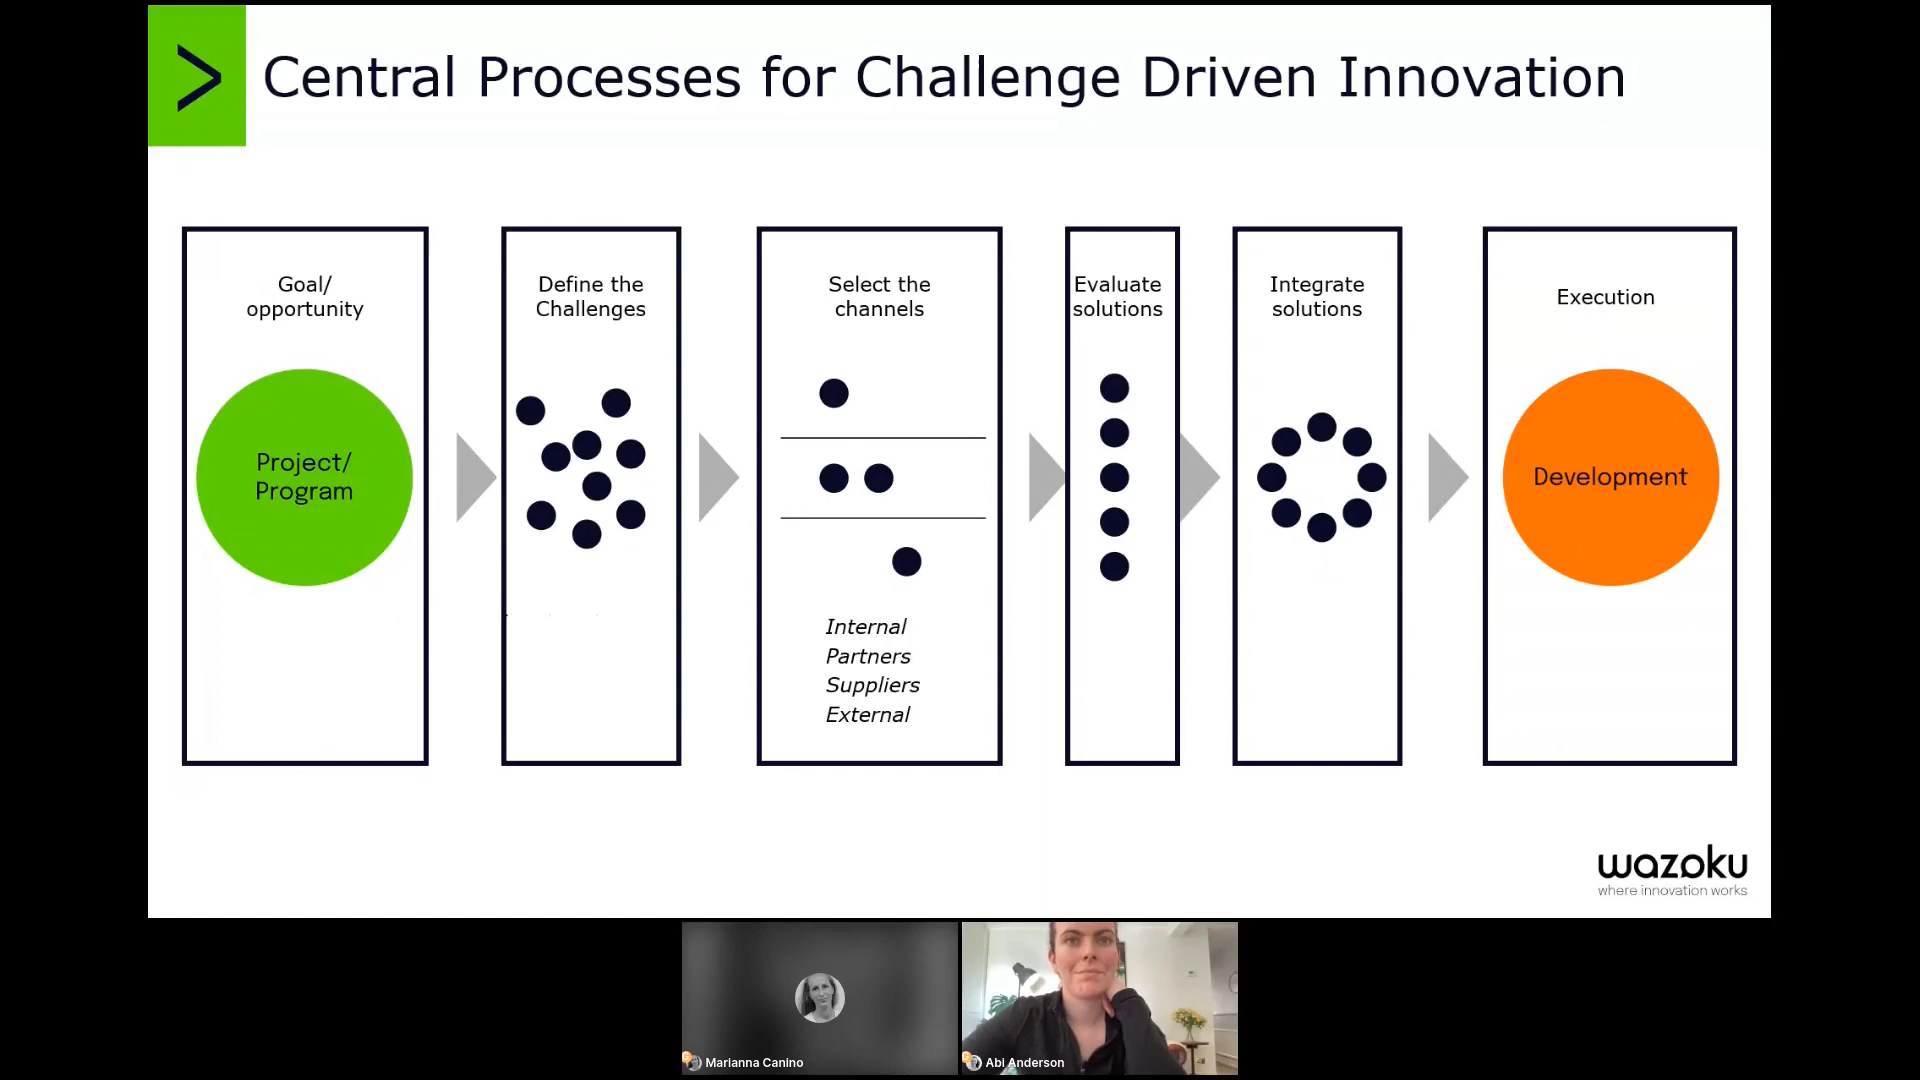 Central Processes for Challenge Driven Innovation
Goal/
opportunity
Project/
Program
Define the
Challenges
Select the
channels
Internal
Partners
Suppliers
External
Evaluate
solutions
Integrate
solutions
Execution
Development
wazoku
where innovation works
Marianna Canino
Abi Anderson